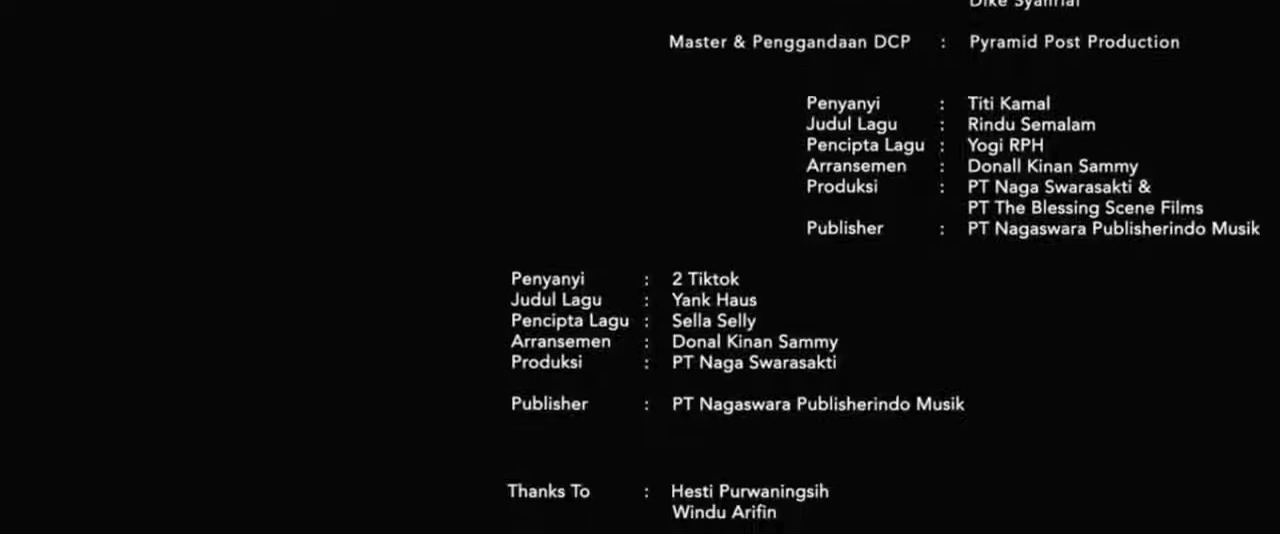 Dike Syahrial
Master & Penggandaan DCP : Pyramid Post Production
Penyanyi : Titi Kamal
Judul Lagu : Rindu Semalam
Pencipta Lagu : Yogi RPH
Arransemen : Donall Kinan Sammy
Produksi : PT Naga Swarasakti &
PT The Blessing Scene Films
Publisher : PT Nagaswara Publisherindo Musik
Penyanyi : 2 Tiktok
Judul Lagu : Yank Haus
Pencipta Lagu : Sella Selly
Arransemen : Donal Kinan Sammy
Produksi : PT Naga Swarasakti
Publisher : PT Nagaswara Publisherindo Musik
Thanks To : Hesti Purwaningsih
Windu Arifin